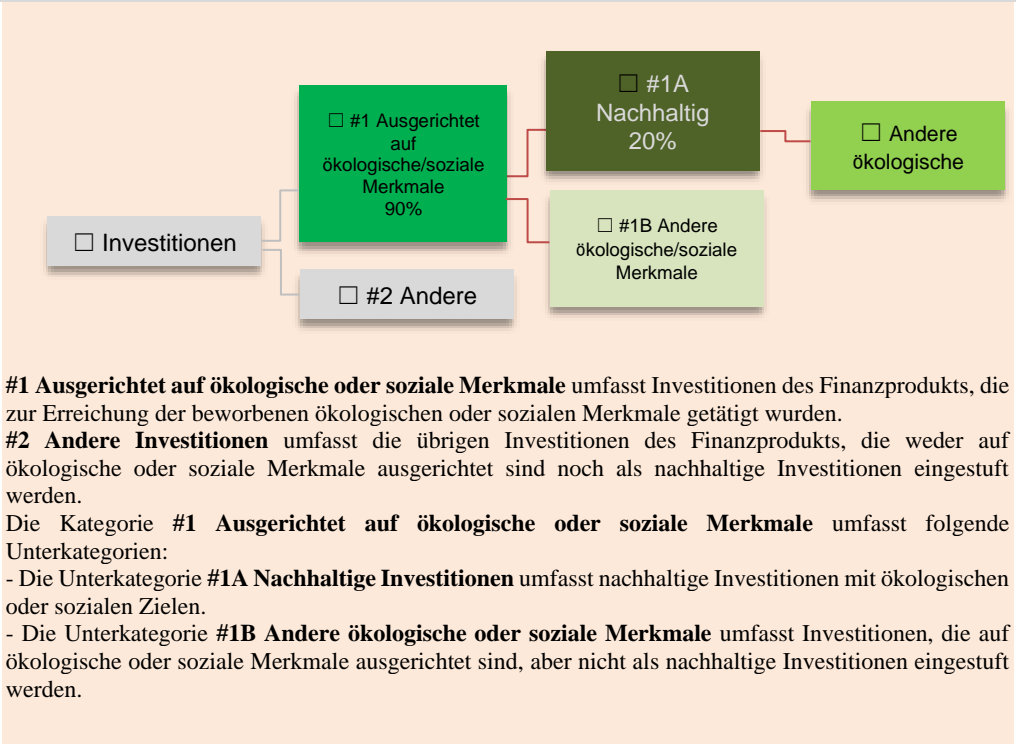 ☐ Investitionen
☐ #1 Ausgerichtet
auf
ökologische/soziale
Merkmale
90%
☐ #2 Andere
☐ #1A
Nachhaltig
20%
☐ #1B Andere
ökologische/soziale
Merkmale
☐ Andere
ökologische
#1 Ausgerichtet auf ökologische oder soziale Merkmale umfasst Investitionen des Finanzprodukts, die
zur Erreichung der beworbenen ökologischen oder sozialen Merkmale getätigt wurden.
#2 Andere Investitionen umfasst die übrigen Investitionen des Finanzprodukts, die weder auf
ökologische oder soziale Merkmale ausgerichtet sind noch als nachhaltige Investitionen eingestuft
werden.
Die Kategorie #1 Ausgerichtet auf ökologische oder soziale Merkmale umfasst folgende
Unterkategorien:
- Die Unterkategorie #1A Nachhaltige Investitionen umfasst nachhaltige Investitionen mit ökologischen
oder sozialen Zielen.
- Die Unterkategorie #1B Andere ökologische oder soziale Merkmale umfasst Investitionen, die auf
ökologische oder soziale Merkmale ausgerichtet sind, aber nicht als nachhaltige Investitionen eingestuft
werden.